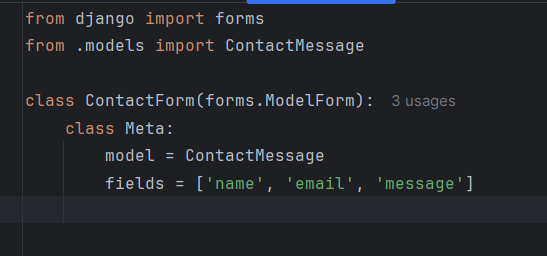 from django import forms
from .models import ContactMessage
class ContactForm(forms.ModelForm): 3 usages
class Meta:
model = ContactMessage
fields = ['name', 'email', 'message']